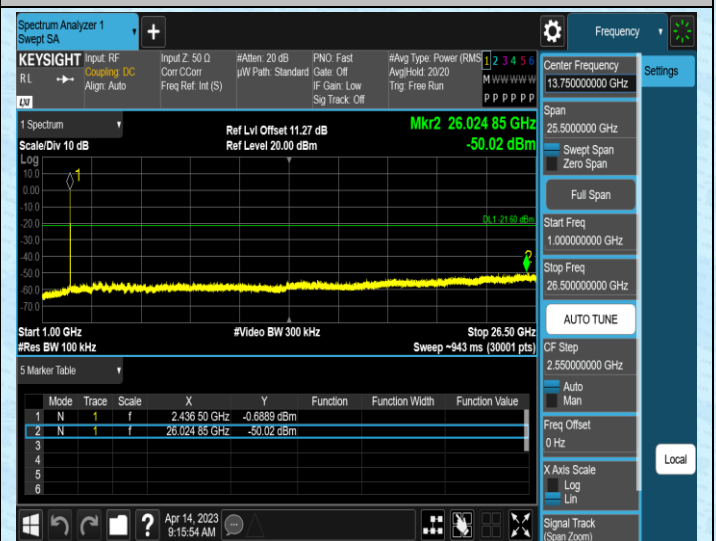 Spectrum Analyzer 1
Swept SA
+
Frequency
KEYSIGHT
RL
LXI
Input: RF
Coupling: DC
Align: Auto
Input Z: 50 Ω
Corr CCorr
Freq Ref: Int (S)
#Atten: 20 dB
µW Path: Standard
PNO: Fast
Gate: Off
IF Gain: Low
Sig Track: Off
#Avg Type: Power (RMS
Avg|Hold: 20/20
Trig: Free Run
1 2 3 4 5 6
M W W W W W
P P P P P P
Center Frequency
13.750000000 GHz
Settings
1 Spectrum
Ref Lvl Offset 11.27 dB
Mkr2 26.024 85 GHz
Scale/Div 10 dB
Ref Level 20.00 dBm
-50.02 dBm
Log
10.0
0.00
-10.0
-20.0
-30.0
-40.0
-50.0
-60.0
-70.0
1
DL1 -21.60 dBm
2
Start 1.00 GHz
#Video BW 300 kHz
Stop 26.50 GHz
#Res BW 100 kHz
Sweep ~943 ms (30001 pts)
Span
25.5000000 GHz
Swept Span
Zero Span
Full Span
Start Freq
1.000000000 GHz
Stop Freq
26.500000000 GHz
AUTO TUNE
CF Step
2.550000000 GHz
Auto
Man
Freq Offset
0 Hz
X Axis Scale
Log
Lin
Signal Track
(Span Zoom)
Local
5 Marker Table
Mode Trace Scale X Y Function Function Width Function Value
1 N 1 f 2.436 50 GHz -0.6889 dBm
2 N 1 f 26.024 85 GHz -50.02 dBm
3
4
5
6
?
Apr 14, 2023
9:15:54 AM